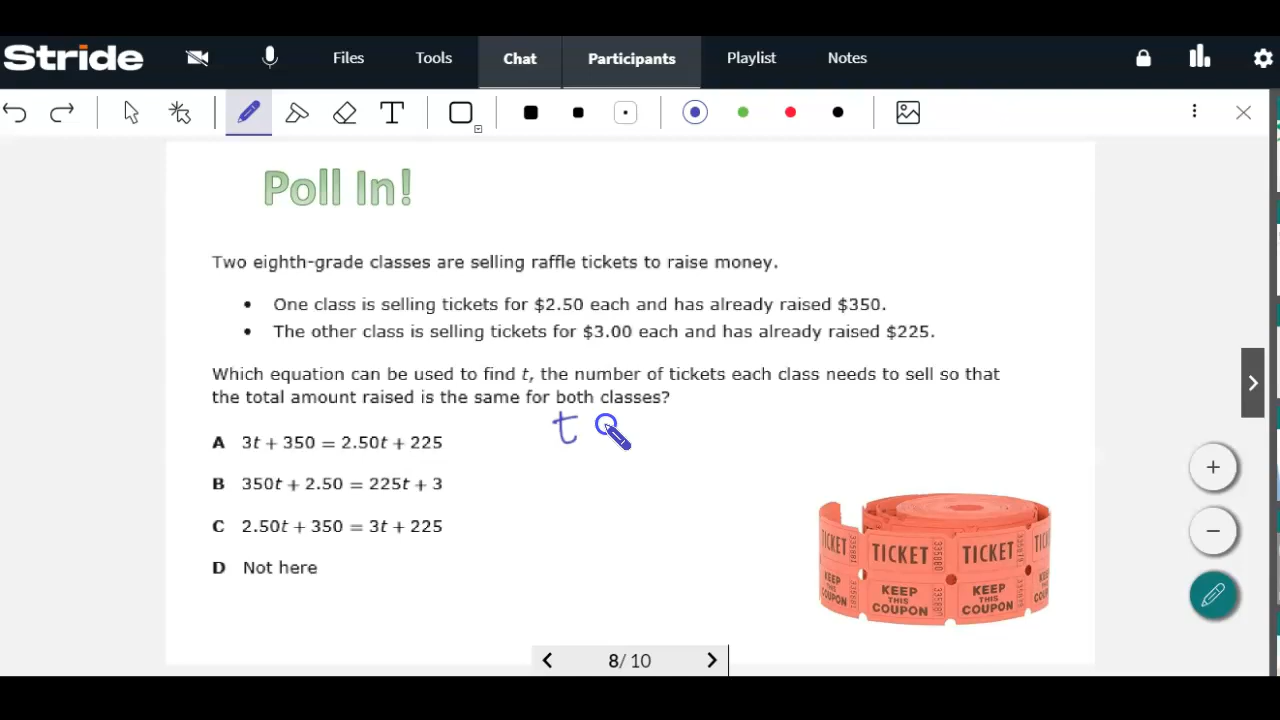 Stride Files Tools Chat Participants Playlist Notes
T
Poll In!
Two eighth-grade classes are selling raffle tickets to raise money.
• One class is selling tickets for $2.50 each and has already raised $350.
• The other class is selling tickets for $3.00 each and has already raised $225.
Which equation can be used to find t, the number of tickets each class needs to sell so that
the total amount raised is the same for both classes?
t
A 3t + 350 = 2.50t + 225
B 350t + 2.50 = 225t + 3
C 2.50t + 350 = 3t + 225
D Not here
TICKET TICKET TICKET
KEEP THIS COUPON KEEP THIS COUPON KEEP THIS COUPON
8/ 10